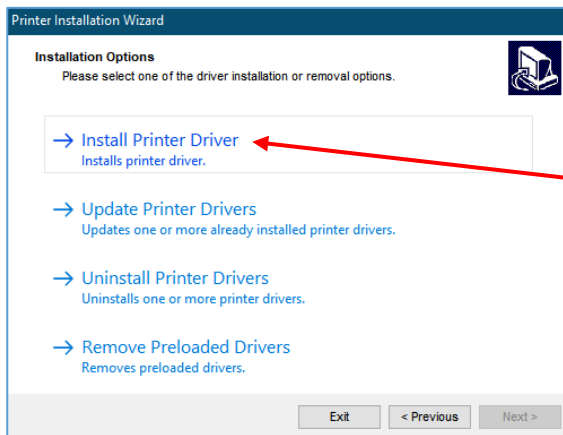 Printer Installation Wizard
Installation Options
Please select one of the driver installation or removal options.
→ Install Printer Driver
Installs printer driver.
→ Update Printer Drivers
Updates one or more already installed printer drivers.
→ Uninstall Printer Drivers
Uninstalls one or more printer drivers.
→ Remove Preloaded Drivers
Removes preloaded drivers.
Exit < Previous Next >